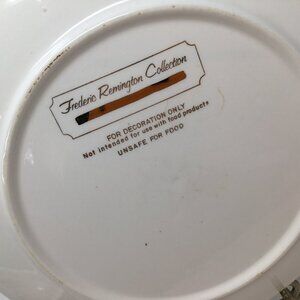 Frederic Remington Collection
FOR DECORATION ONLY
Not intended for use with food products
UNSAFE FOR FOOD